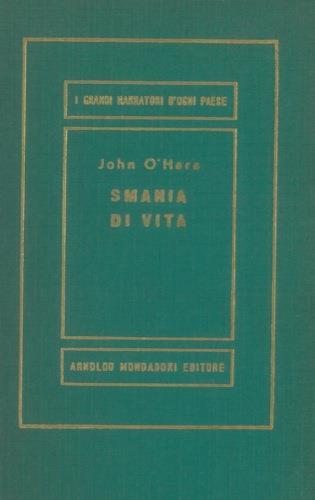 I GRANDI NARRATORI D'OGNI PAESE
John O'Hara
SMANIA
DI VITA
ARNOLDO MONDADORI EDITORE